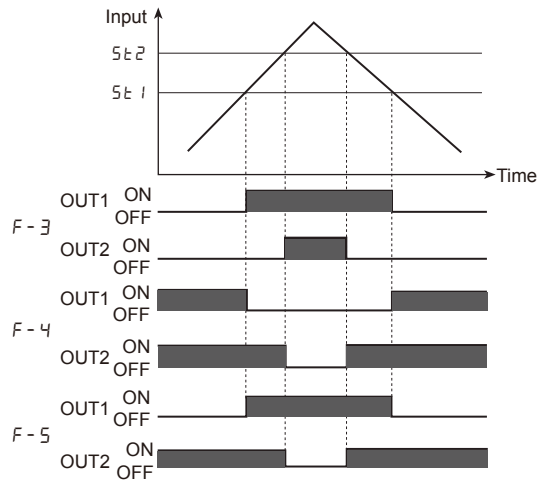 Input
St2
St1
Time
OUT1 ON
OFF
F-3
OUT2 ON
OFF
OUT1 ON
OFF
F-4
OUT2 ON
OFF
OUT1 ON
OFF
F-5
OUT2 ON
OFF